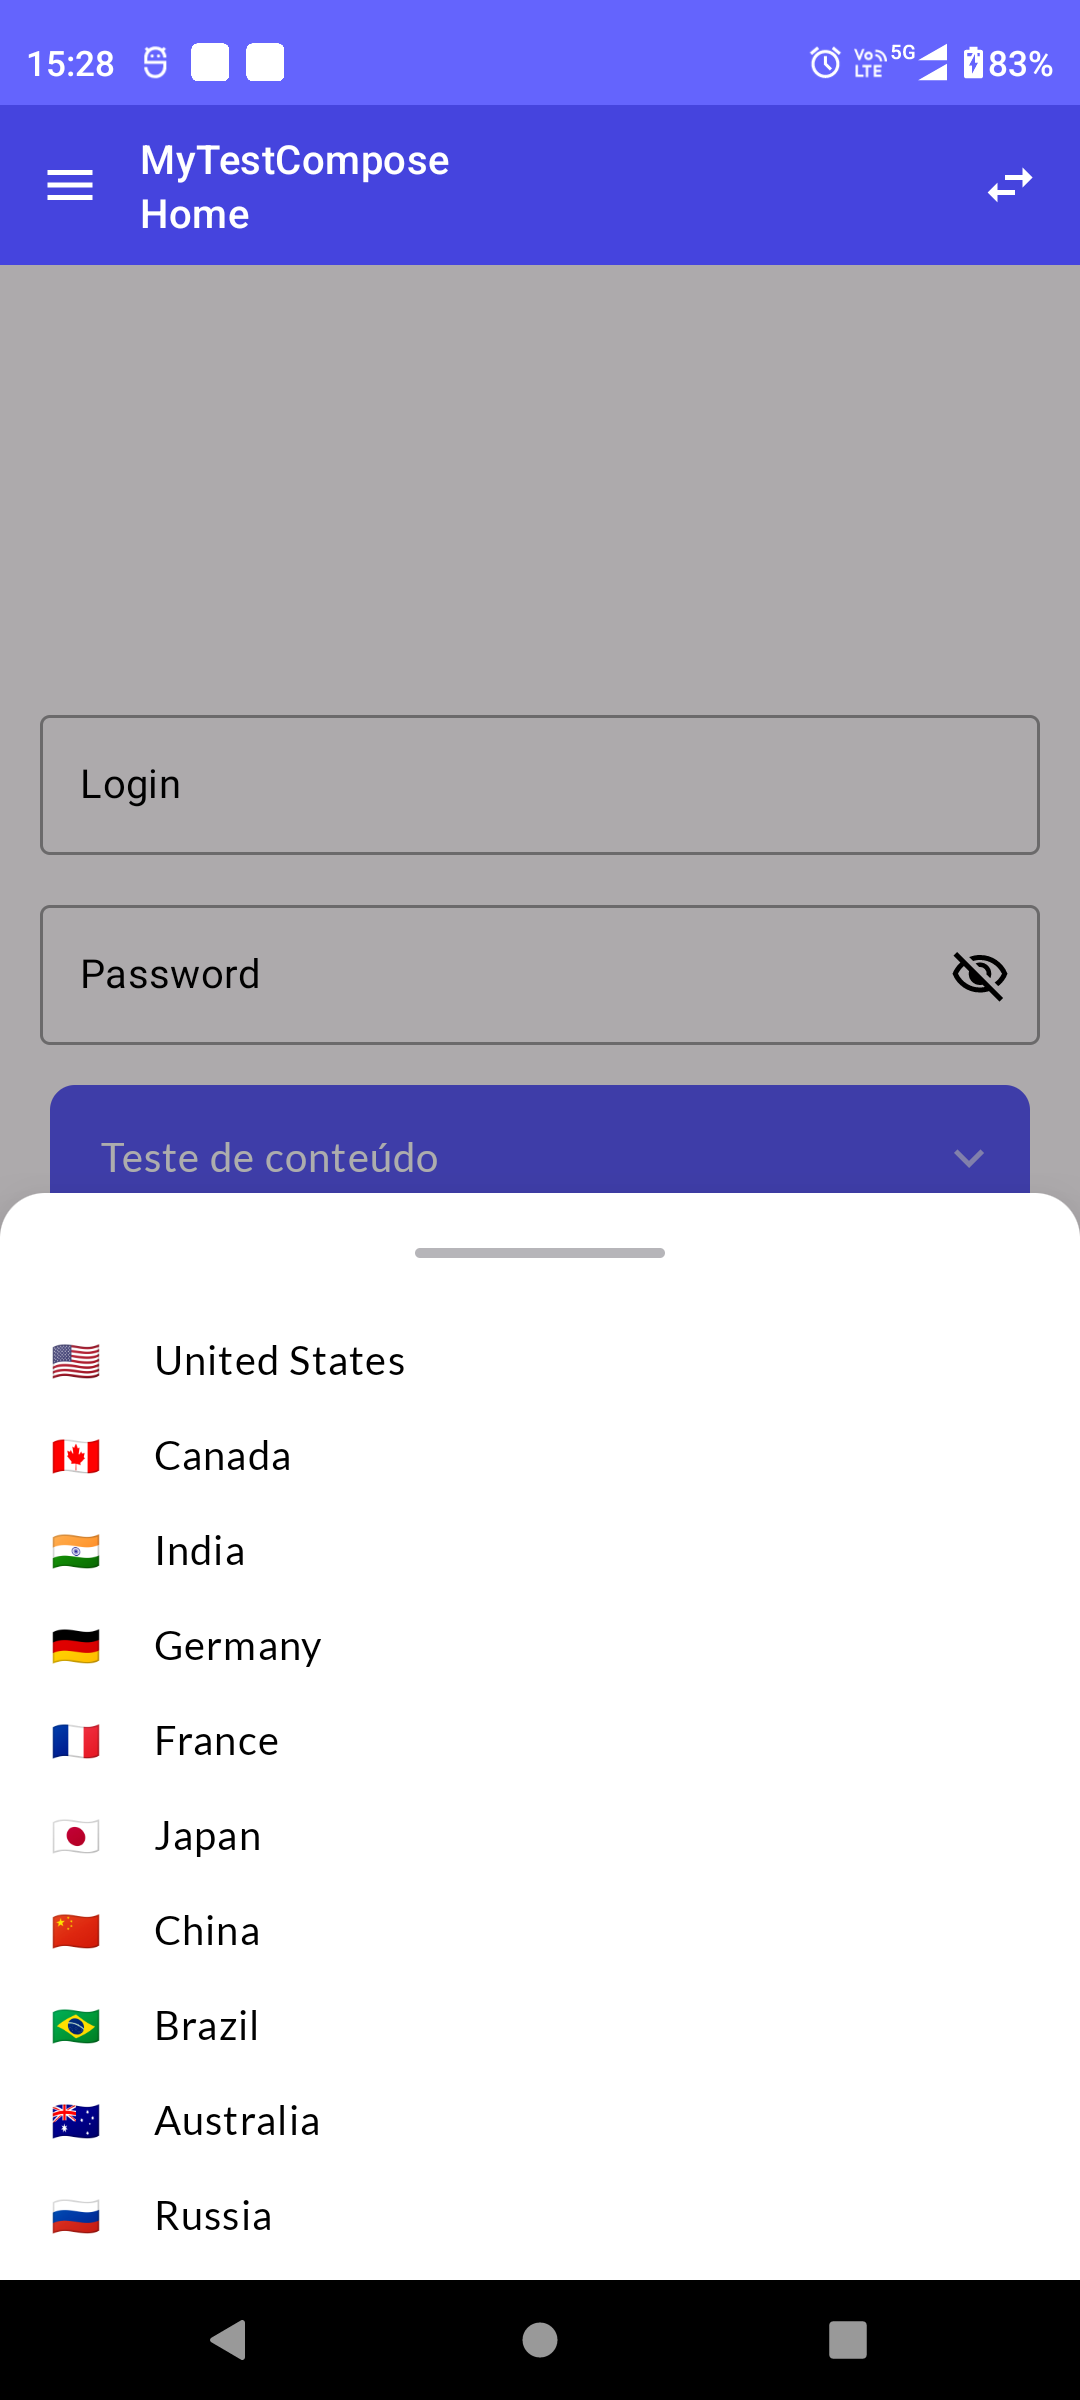 15:28
Vo LTE 5G 83%
MyTestCompose
Home
Login
Password
Teste de conteúdo
United States
Canada
India
Germany
France
Japan
China
Brazil
Australia
Russia